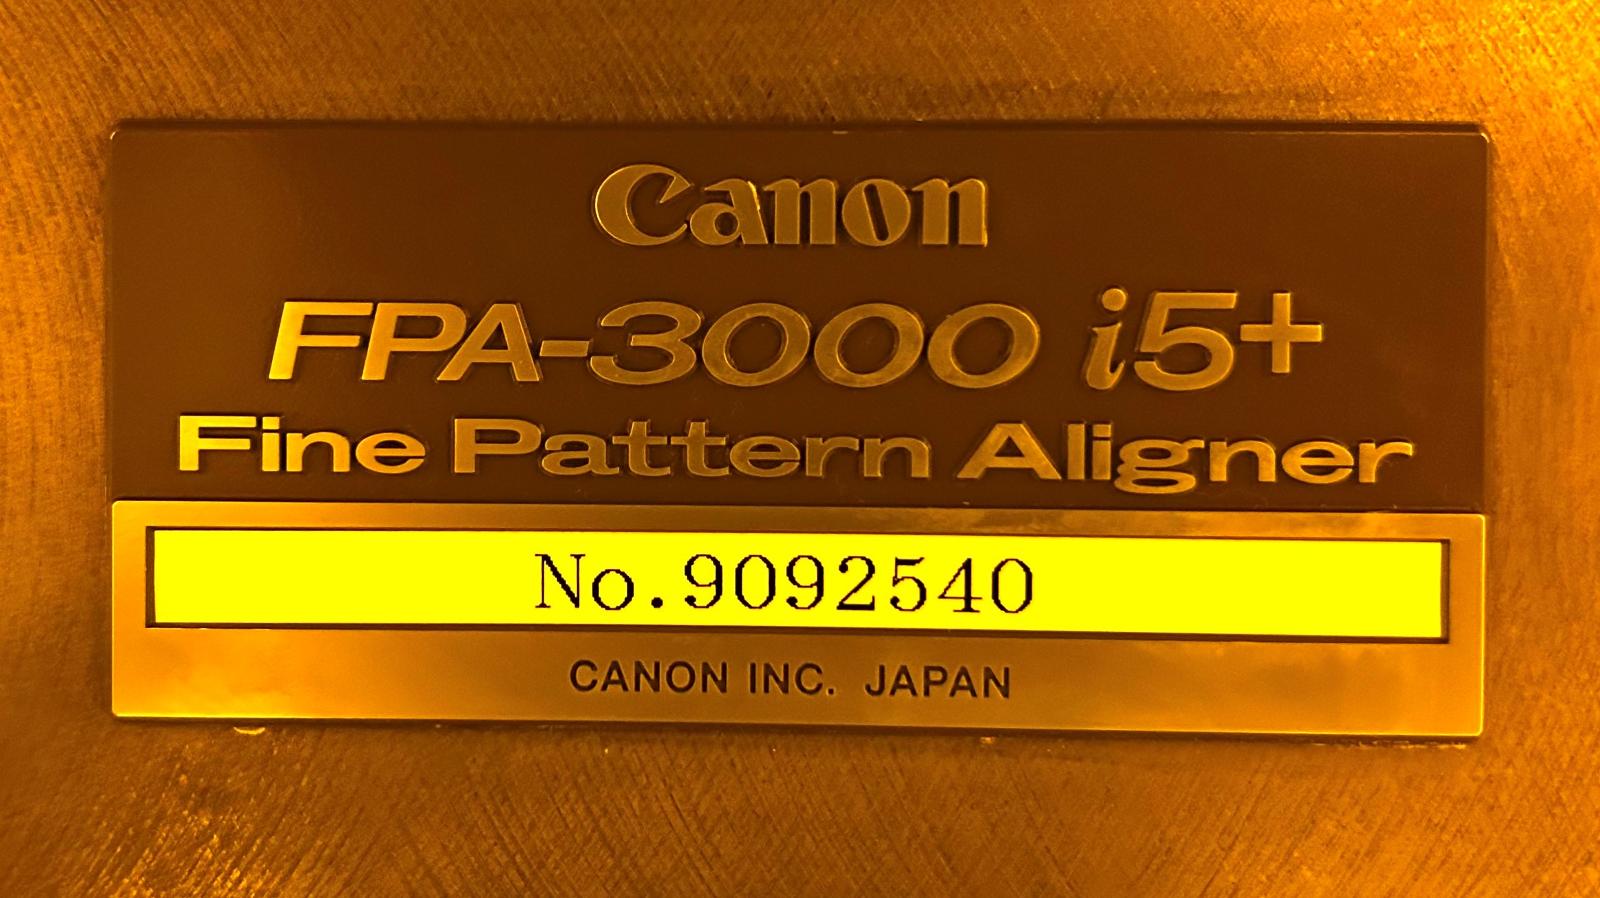 Canon
FPA-3000 i5+
Fine Pattern Aligner
No.9092540
CANON INC. JAPAN